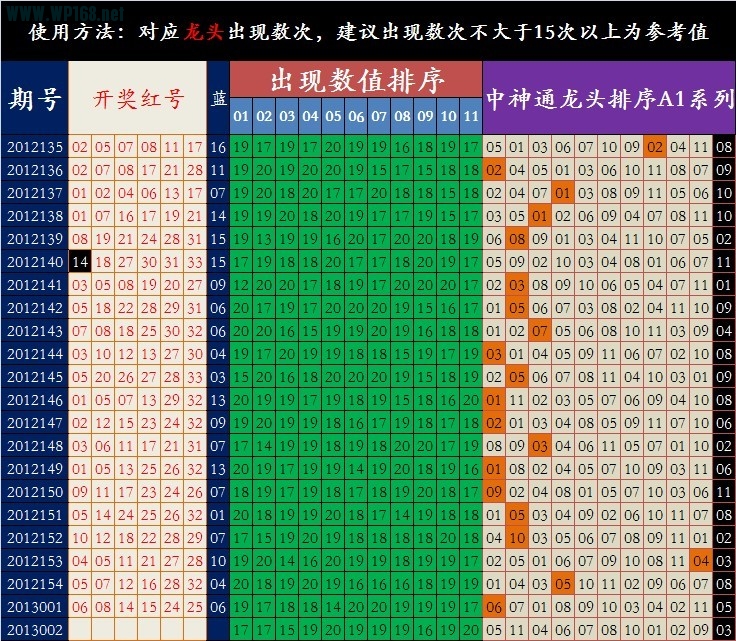 www.WP168.net
使用方法：对应龙头出现数次，建议出现数次不大于15次以上为参考值
期号 开奖红号 蓝 出现数值排序 中神通龙头排序A1系列
01 02 03 04 05 06 07 08 09 10 11
2012135 02 05 07 08 11 17 16 19 17 19 17 20 19 19 16 18 19 17 05 01 03 06 07 10 09 02 04 11 08
2012136 02 07 08 17 21 28 11 19 20 19 20 19 19 15 17 15 18 18 02 04 05 01 03 06 10 11 08 07 09
2012137 01 02 04 06 13 17 07 19 20 18 20 17 17 20 17 18 15 18 02 04 07 01 03 08 09 11 05 06 10
2012138 01 07 16 17 19 21 14 19 19 20 18 20 19 17 17 19 15 17 03 05 01 02 06 09 04 07 08 11 10
2012139 08 19 21 24 28 31 15 19 13 19 19 16 20 17 20 20 18 19 06 08 09 01 03 04 11 10 07 05 02
2012140 14 18 27 30 31 33 15 17 19 18 18 20 17 17 18 20 17 19 05 09 02 10 03 04 08 01 06 07 11
2012141 03 05 08 19 20 27 09 12 20 20 17 18 20 19 18 20 17 19 02 03 08 09 10 06 05 04 07 11 01
2012142 05 18 22 28 29 31 06 20 17 19 17 20 20 20 19 15 16 17 01 05 06 07 03 08 02 04 11 10 09
2012143 07 08 18 25 30 32 06 20 20 16 15 19 19 20 19 16 18 18 01 02 07 05 06 08 10 11 03 09 04
2012144 03 10 12 13 27 30 04 19 17 20 19 19 18 18 15 19 17 19 03 01 04 05 09 11 06 07 02 10 08
2012145 05 20 26 27 28 33 03 15 20 16 18 20 20 20 19 15 18 19 02 05 06 07 08 11 04 10 03 01 09
2012146 01 05 07 13 29 32 13 20 19 19 17 19 18 19 15 18 16 20 01 11 02 03 05 07 06 09 04 10 08
2012147 02 12 15 23 24 32 09 19 20 19 19 18 16 17 19 18 17 18 02 01 03 04 08 09 05 11 07 10 06
2012148 03 06 11 17 21 31 07 17 14 19 19 18 19 18 20 20 17 19 08 09 03 04 06 11 05 07 01 10 02
2012149 01 05 13 25 26 32 13 20 19 17 19 19 14 19 20 18 19 16 01 08 02 04 05 07 10 09 03 11 06
2012150 09 11 17 23 24 26 07 18 19 17 19 18 17 18 19 20 18 17 09 02 04 08 01 05 07 10 03 06 11
2012151 05 14 24 25 26 32 01 20 18 19 19 20 18 17 14 19 18 18 01 05 03 04 09 02 06 10 11 07 08
2012152 10 12 18 22 28 29 07 17 15 19 20 18 18 18 18 18 20 18 04 10 05 06 07 08 09 11 01 03 02
2012153 04 05 11 21 27 28 10 19 20 14 16 19 18 18 18 18 18 17 02 05 01 06 07 09 10 08 11 04 03
2012154 05 07 12 16 28 32 04 20 18 19 20 19 16 16 16 18 19 18 01 04 03 05 10 11 02 09 06 07 08
2013001 06 08 14 15 24 25 06 19 17 18 18 14 20 20 18 17 18 17 06 07 01 08 09 10 03 04 02 11 05
2013002 17 17 15 19 20 19 17 16 19 19 20 05 11 04 06 07 08 01 02 09 10 03